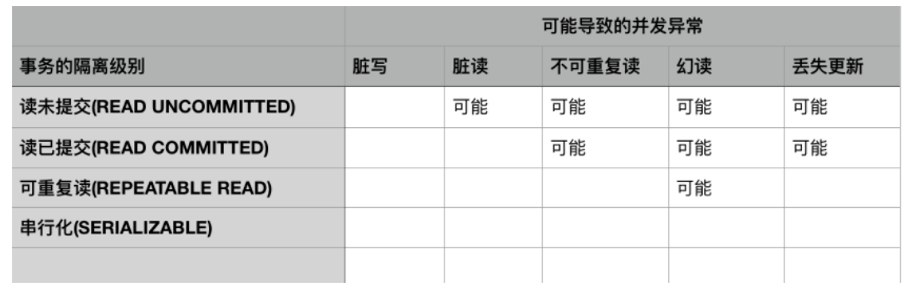 可能导致的并发异常
事务的隔离级别 脏写 脏读 不可重复读 幻读 丢失更新
读未提交(READ UNCOMMITTED) 可能 可能 可能 可能
读已提交(READ COMMITTED) 可能 可能 可能
可重复读(REPEATABLE READ) 可能
串行化(SERIALIZABLE)